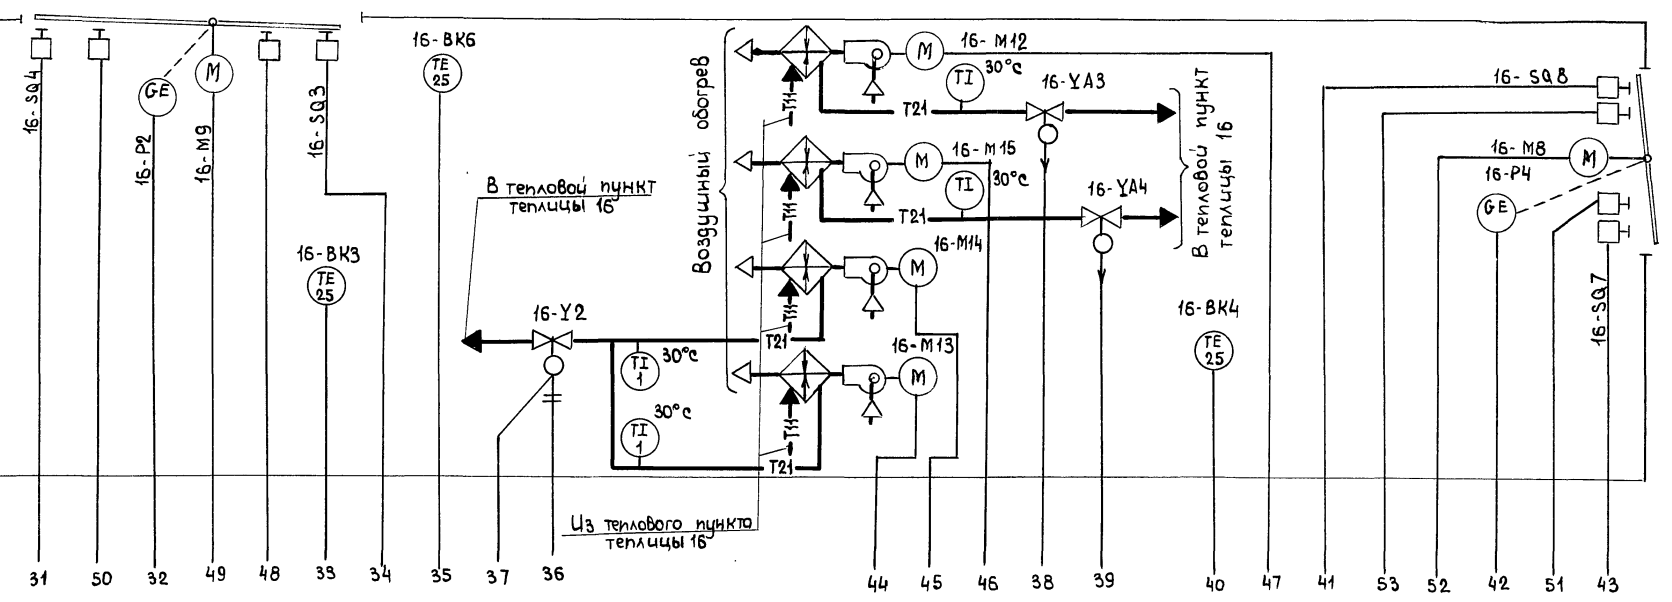 16-SQ4
16-P2
GE
M
16-M9
16-SQ3
16-BK6
TE
25
16-BK3
TE
25
В тепловой пункт
теплицы 16
16-Y2
30°C
TI
1
30°C
TI
1
Из теплового пункта
теплицы 16
Воздушный обогрев
T11
T21
M
16-M12
TI
30°C
16-YA3
T11
T21
M
16-M15
TI
30°C
16-YA4
T11
T21
M
16-M14
T11
T21
M
16-M13
В тепловой пункт
теплицы 16
16-BK4
TE
25
16-SQ8
16-M8
M
16-P4
GE
16-SQ7
31 50 32 49 48 33 34 35 37 36 44 45 46 38 39 40 47 41 53 52 42 51 43